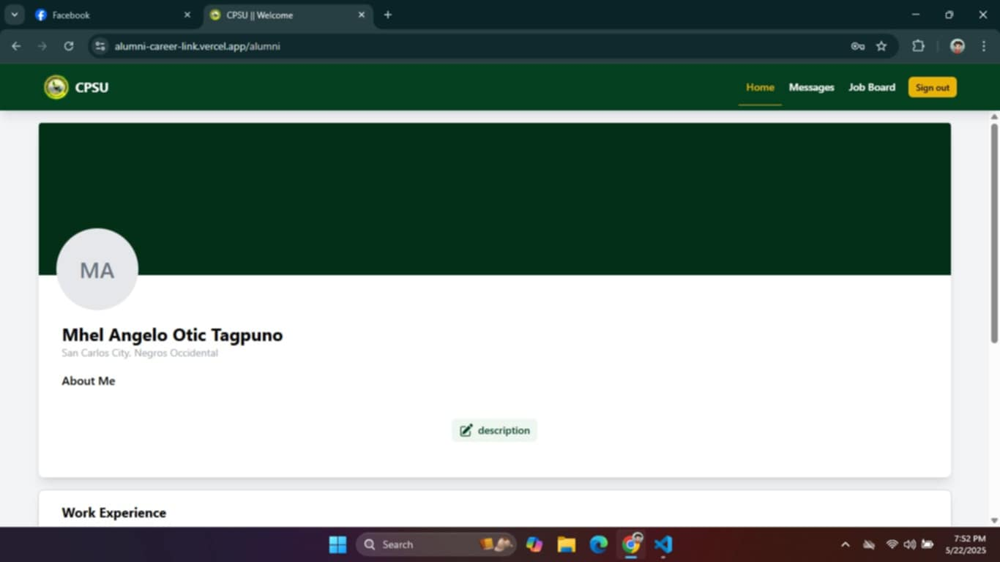 Facebook
CPSU || Welcome
alumni-career-link.vercel.app/alumni
CPSU
Home Messages Job Board Sign out
MA
Mhel Angelo Otic Tagpuno
San Carlos City, Negros Occidental
About Me
description
Work Experience
Search
7:52 PM
5/22/2025